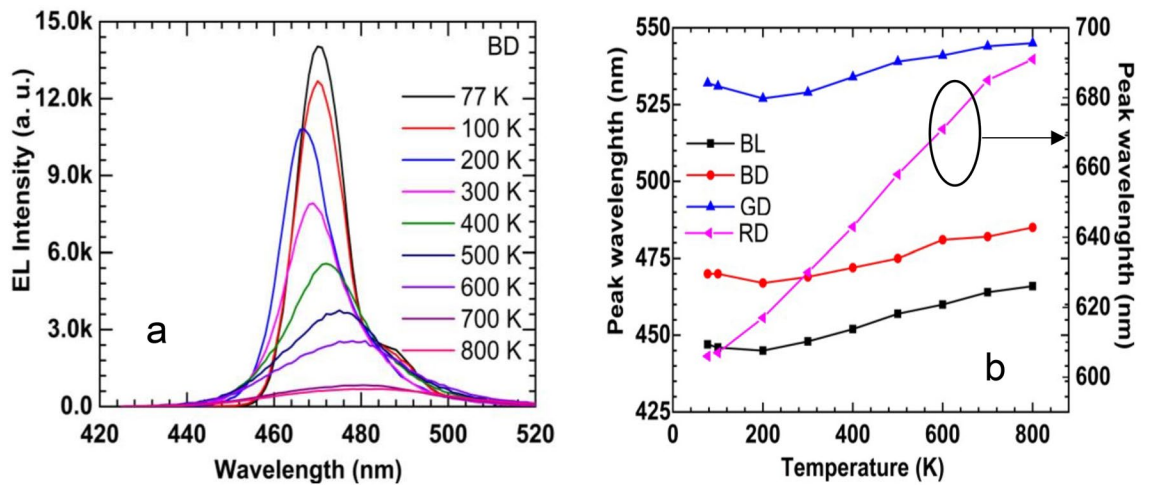 15.0k
12.0k
9.0k
6.0k
3.0k
0.0
EL Intensity (a. u.)
BD
77 K
100 K
200 K
300 K
400 K
500 K
600 K
700 K
800 K
a
420 440 460 480 500 520
Wavelength (nm)
550
525
500
475
450
425
Peak wavelenghth (nm)
BL
BD
GD
RD
b
700
680
660
640
620
600
Peak wavelenghth (nm)
0 200 400 600 800
Temperature (K)